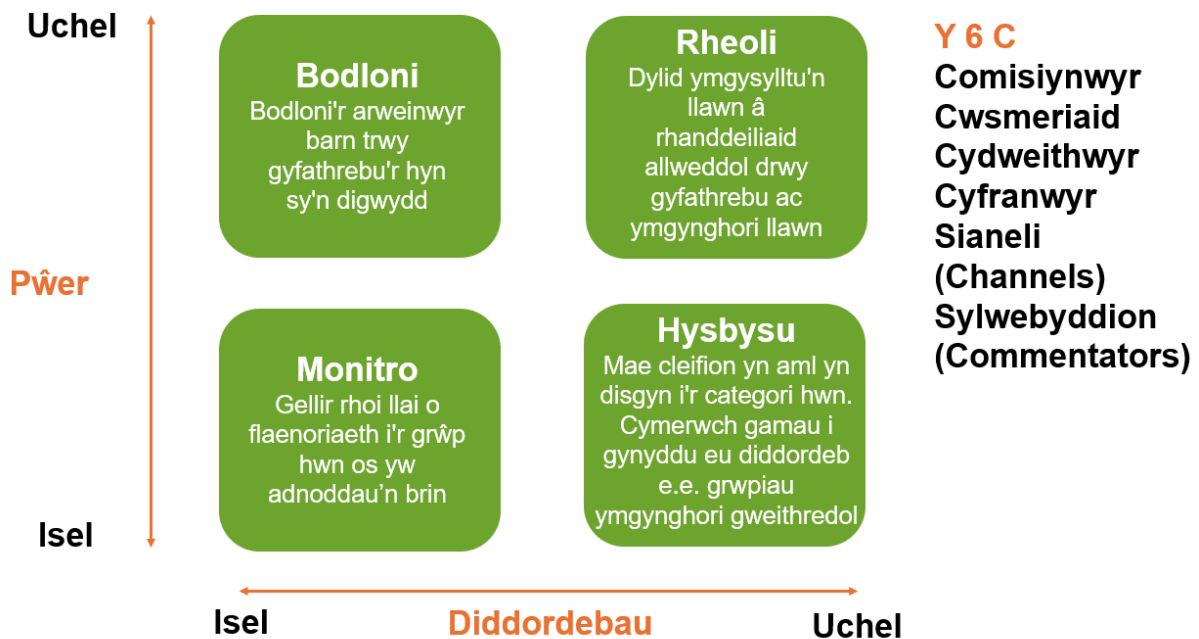 Uchel
Bodloni
Bodloni'r arweinwyr
barn trwy
gyfathrebu'r hyn
sy'n digwydd
Rheoli
Dylid ymgysylltu'n
llawn â
rhanddeiliaid
allweddol drwy
gyfathrebu ac
ymgynghori llawn
Pŵer
Monitro
Gellir rhoi llai o
flaenoriaeth i'r grŵp
hwn os yw
adnoddau’n brin
Hysbysu
Mae cleifion yn aml yn
disgyn i'r categori hwn.
Cymerwch gamau i
gynyddu eu diddordeb
e.e. grwpiau
ymgynghori gweithredol
Isel
Isel
Diddordebau
Uchel
Y 6 C
Comisiynwyr
Cwsmeriaid
Cydweithwyr
Cyfranwyr
Sianeli
(Channels)
Sylwebyddion
(Commentators)